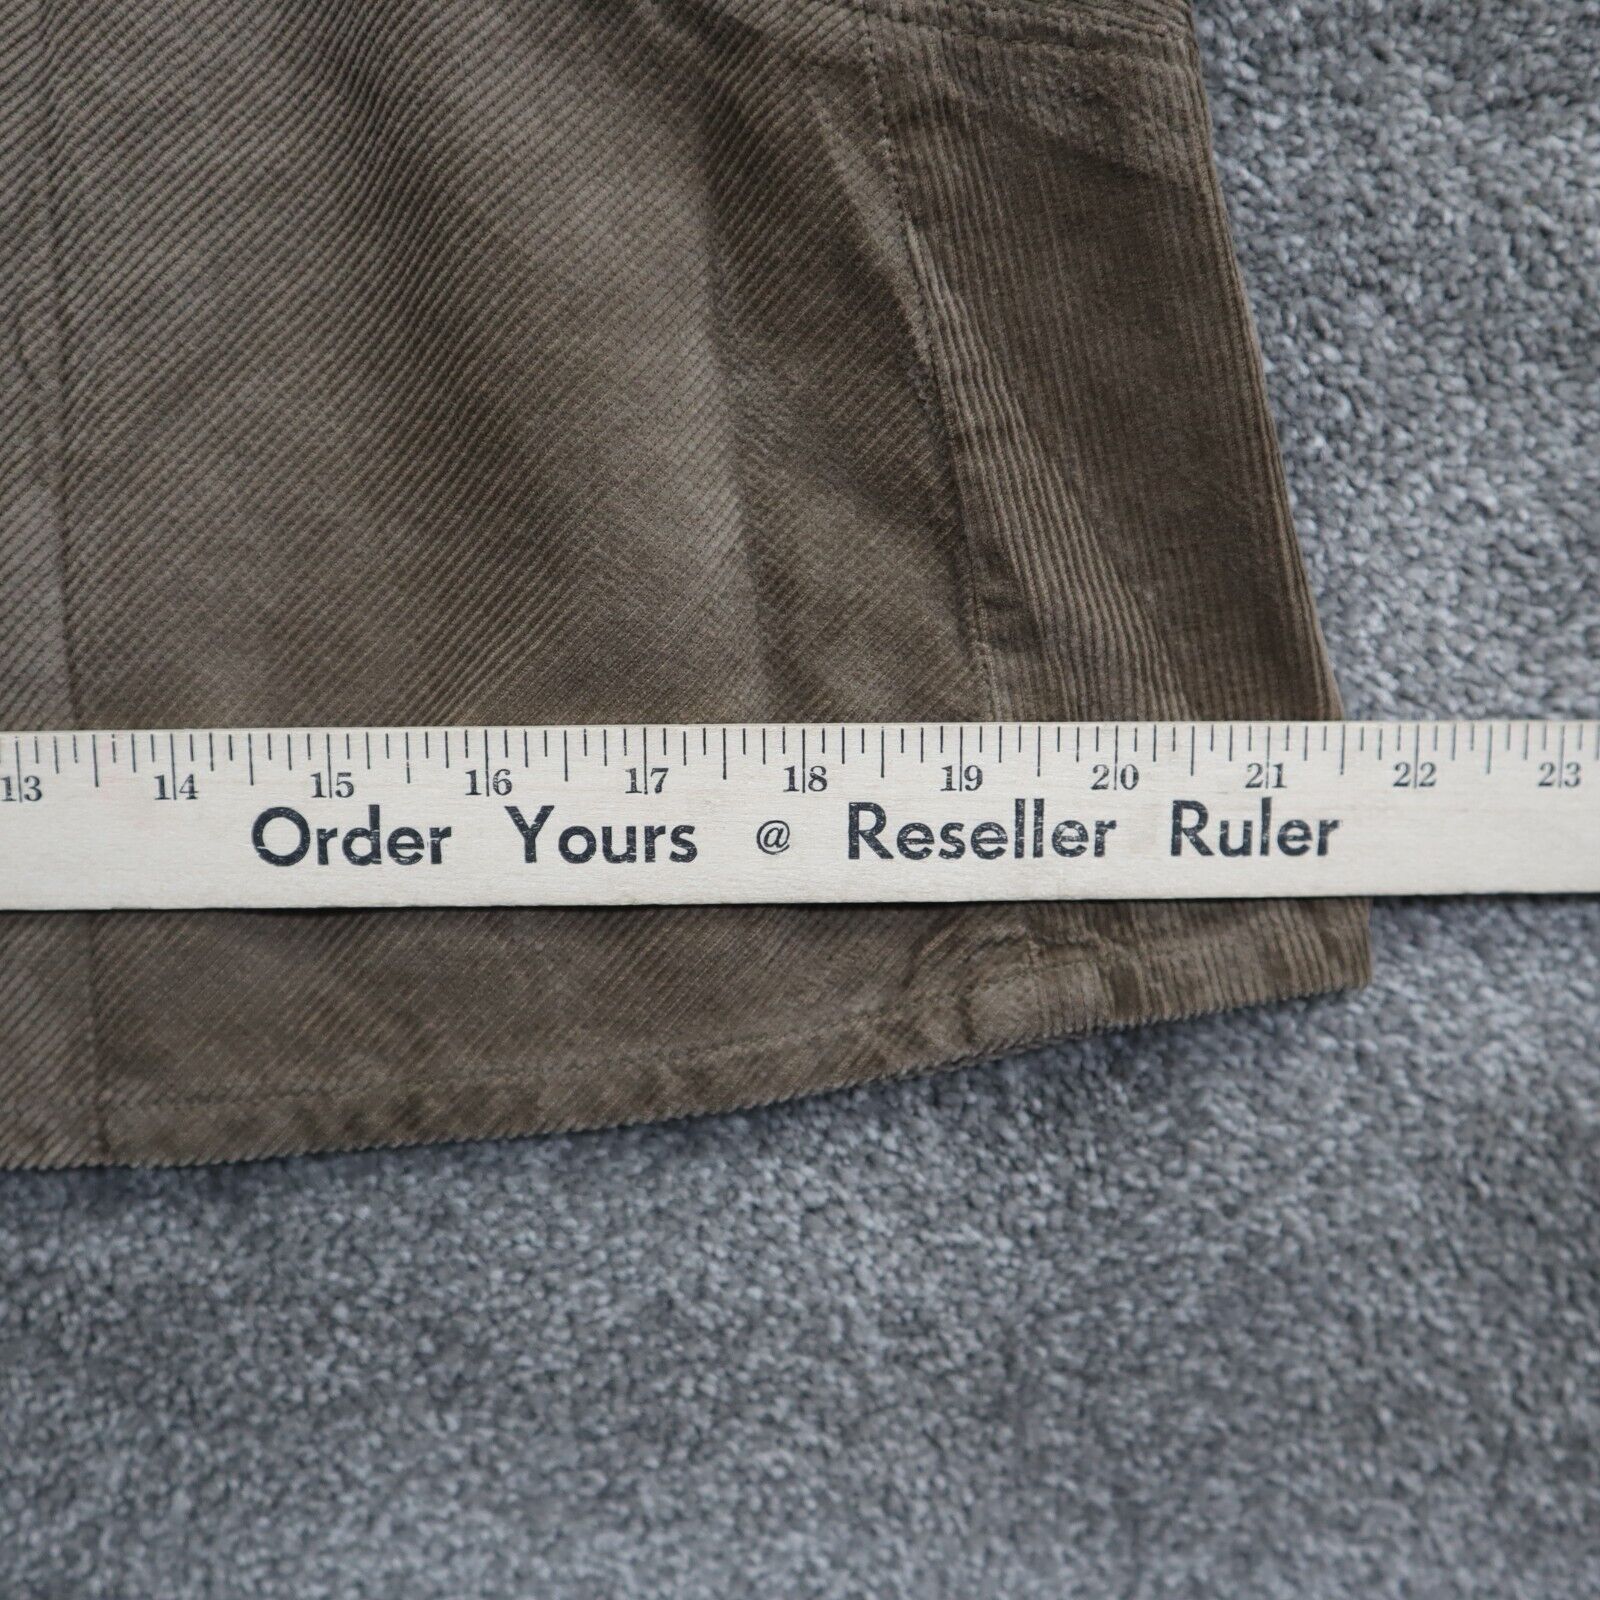 13 14 15 16 17 18 19 20 21 22 23
Order Yours @ Reseller Ruler